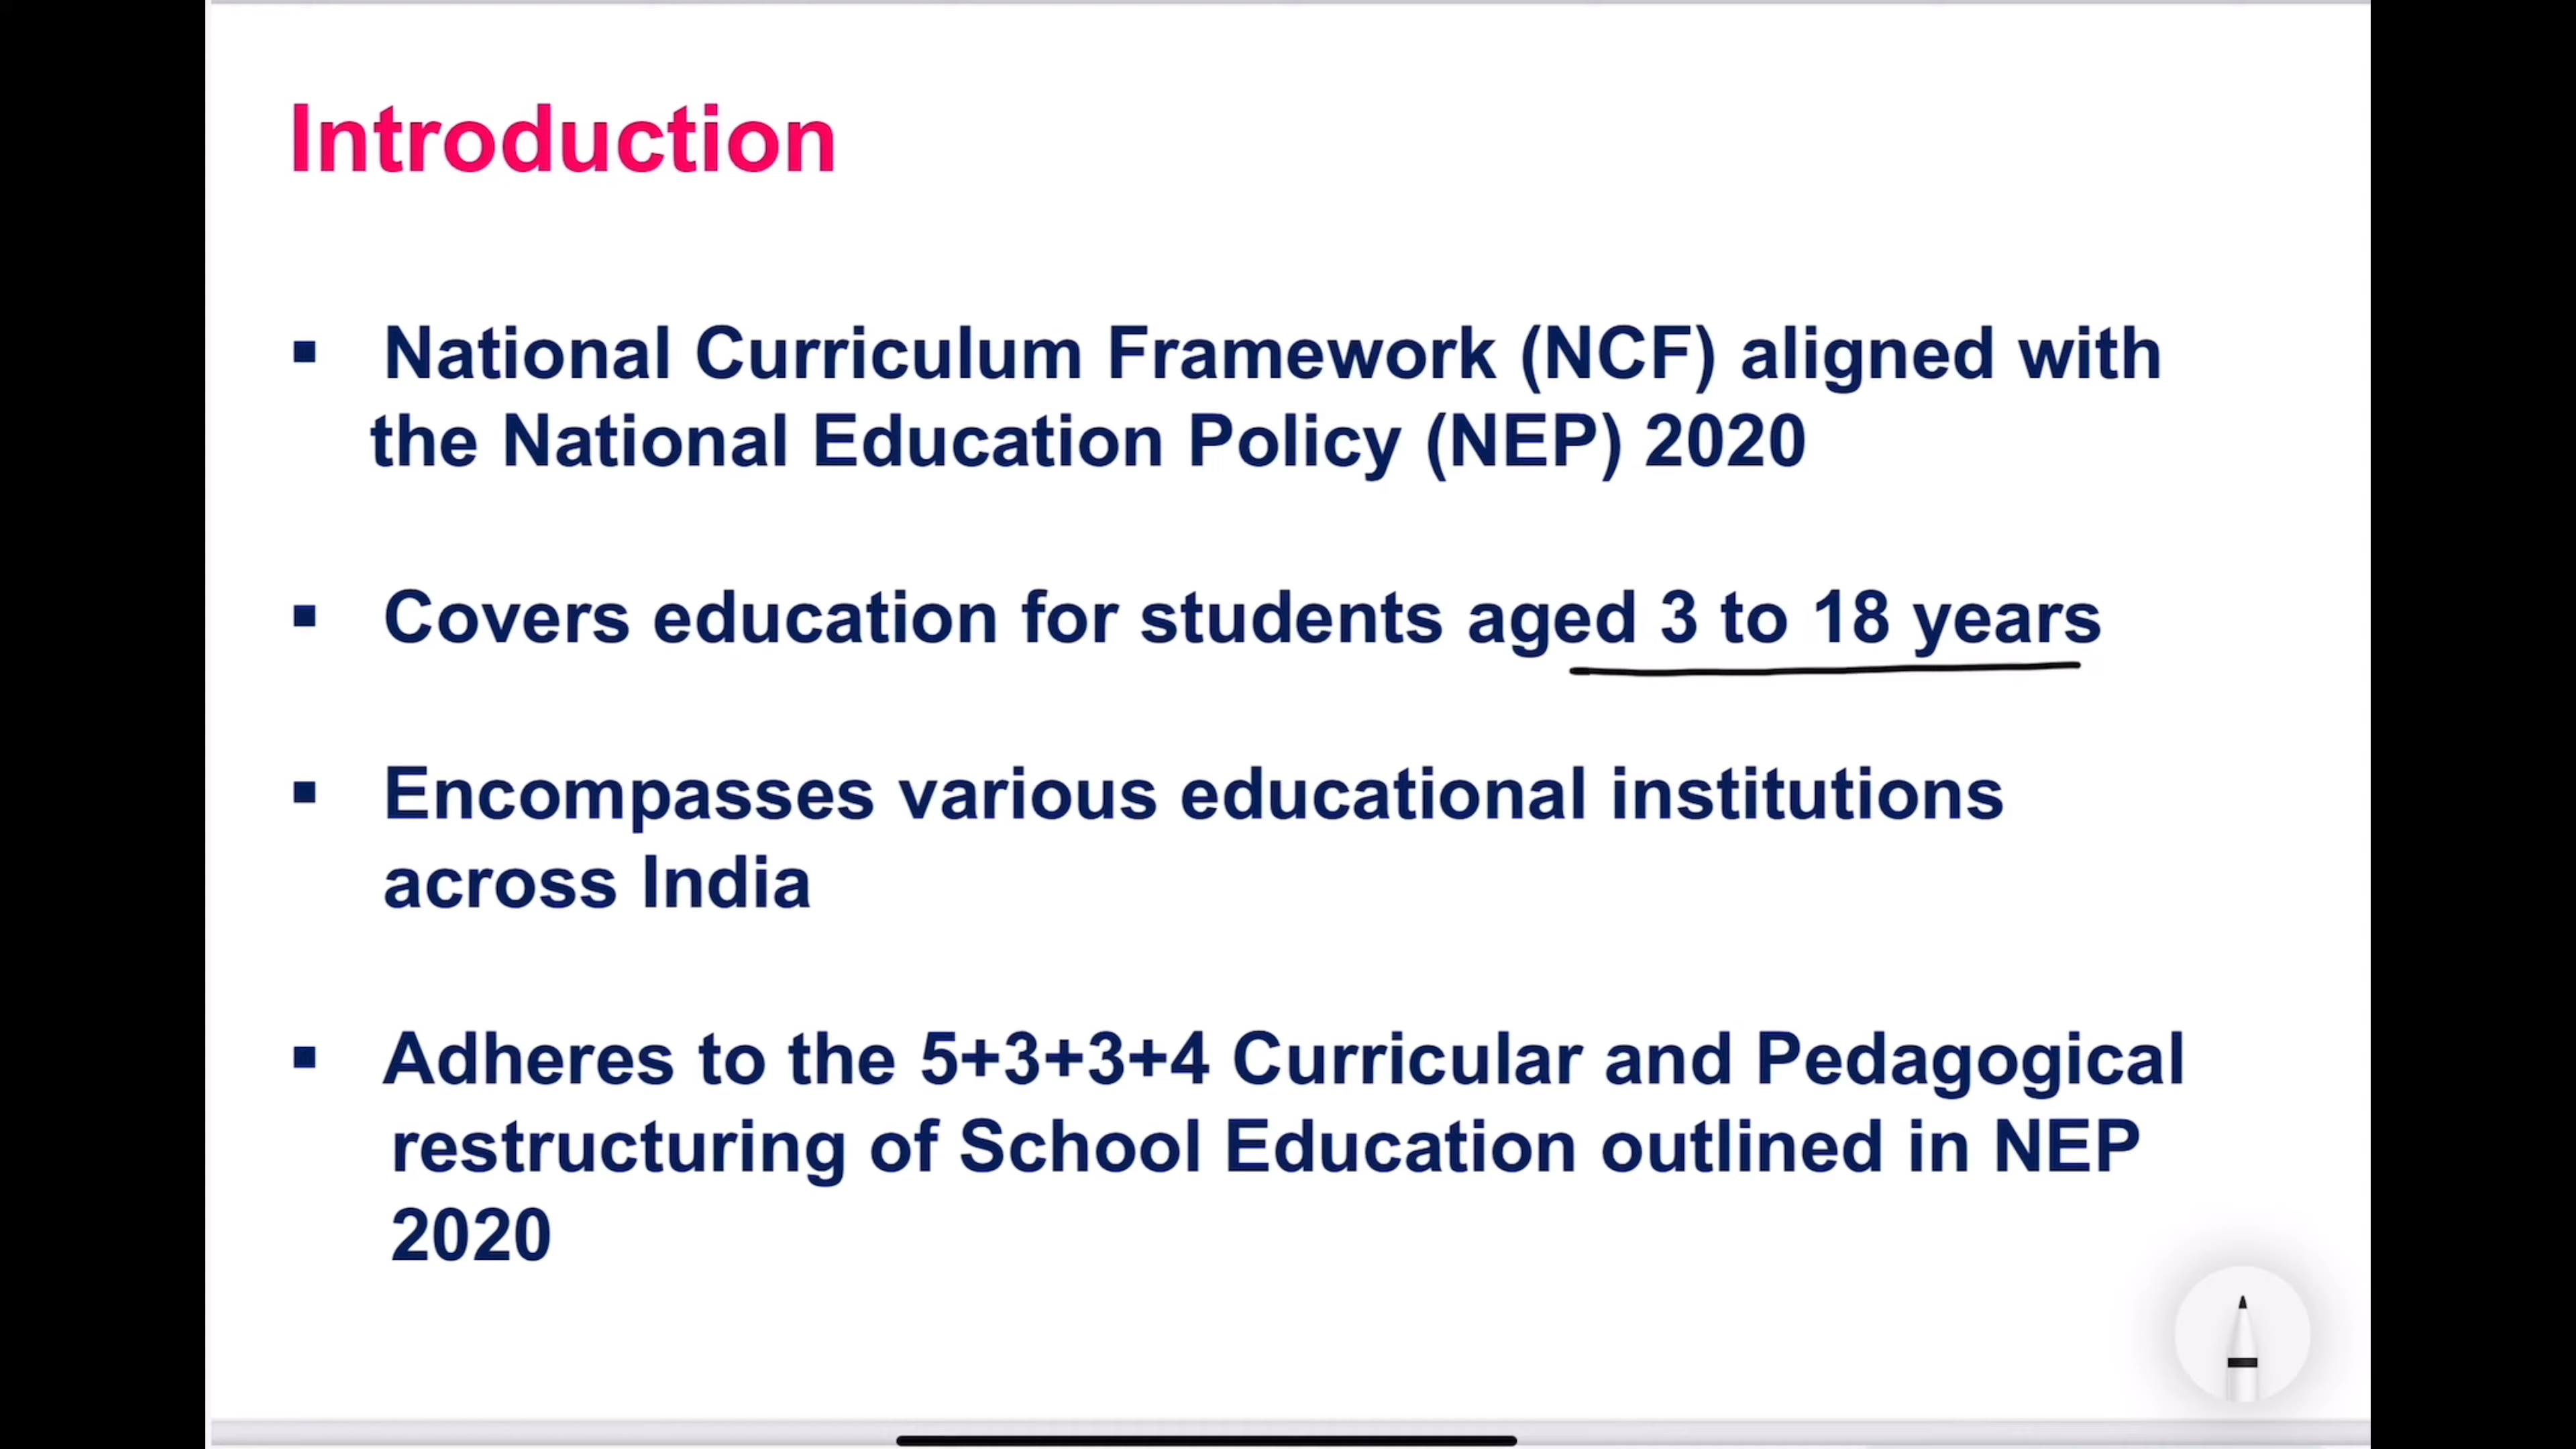 Introduction
▪ National Curriculum Framework (NCF) aligned with
the National Education Policy (NEP) 2020
▪ Covers education for students aged 3 to 18 years
▪ Encompasses various educational institutions
across India
▪ Adheres to the 5+3+3+4 Curricular and Pedagogical
restructuring of School Education outlined in NEP
2020